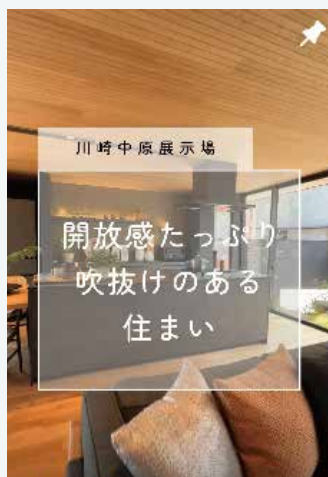 川崎中原展示場
開放感たっぷり
吹抜けのある
住まい